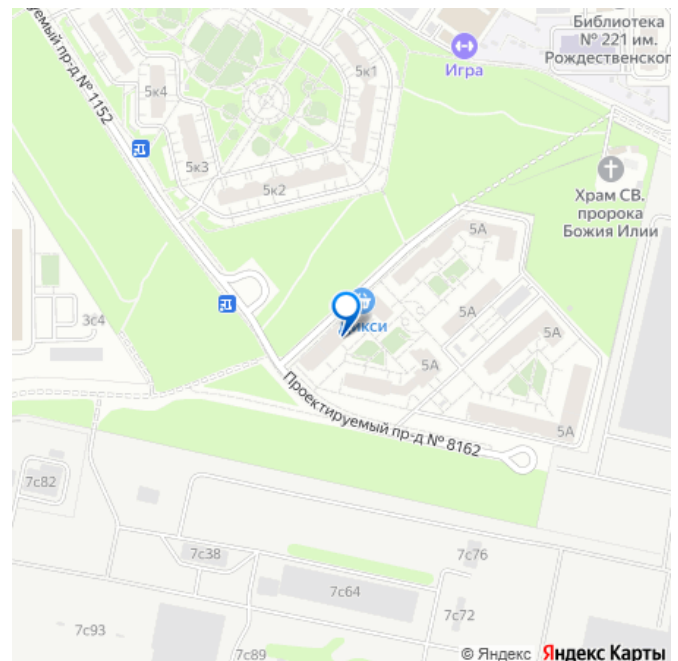 Библиотека
№ 221 им.
Рождественског
Игра
5к1
5к4
уемый пр-д № 1152
5к3
5к2
Храм СВ.
пророка
Божия Илии
5А
5А
3с4
5А
5А
5А
Проектируемый пр-д № 8162
7с82
7с38
7с76
7с64
7с72
7с93
7с89
© Яндекс Яндекс Карты